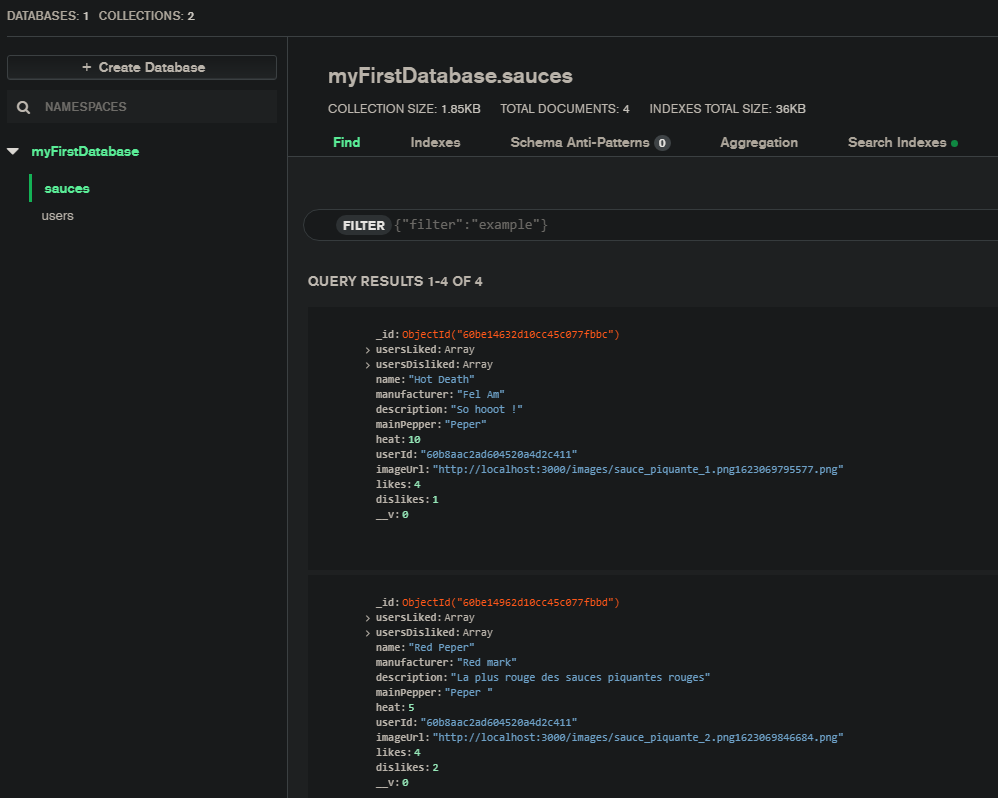 DATABASES: 1 COLLECTIONS: 2
+ Create Database
NAMESPACES
myFirstDatabase
sauces
users
myFirstDatabase.sauces
COLLECTION SIZE: 1.85KB TOTAL DOCUMENTS: 4 INDEXES TOTAL SIZE: 36KB
Find Indexes Schema Anti-Patterns 0 Aggregation Search Indexes
FILTER {"filter":"example"}
QUERY RESULTS 1-4 OF 4
_id:ObjectId("60be14632d10cc45c077fbbc")
usersLiked:Array
usersDisliked:Array
name:"Hot Death"
manufacturer:"Fel Am"
description:"So hooot !"
mainPepper:"Peper"
heat:10
userId:"60b8aac2ad604520a4d2c411"
imageUrl:"http://localhost:3000/images/sauce_piquante_1.png1623069795577.png"
likes:4
dislikes:1
__v:0
_id:ObjectId("60be14962d10cc45c077fbbd")
usersLiked:Array
usersDisliked:Array
name:"Red Peper"
manufacturer:"Red mark"
description:"La plus rouge des sauces piquantes rouges"
mainPepper:"Peper "
heat:5
userId:"60b8aac2ad604520a4d2c411"
imageUrl:"http://localhost:3000/images/sauce_piquante_2.png1623069846684.png"
likes:4
dislikes:2
__v:0